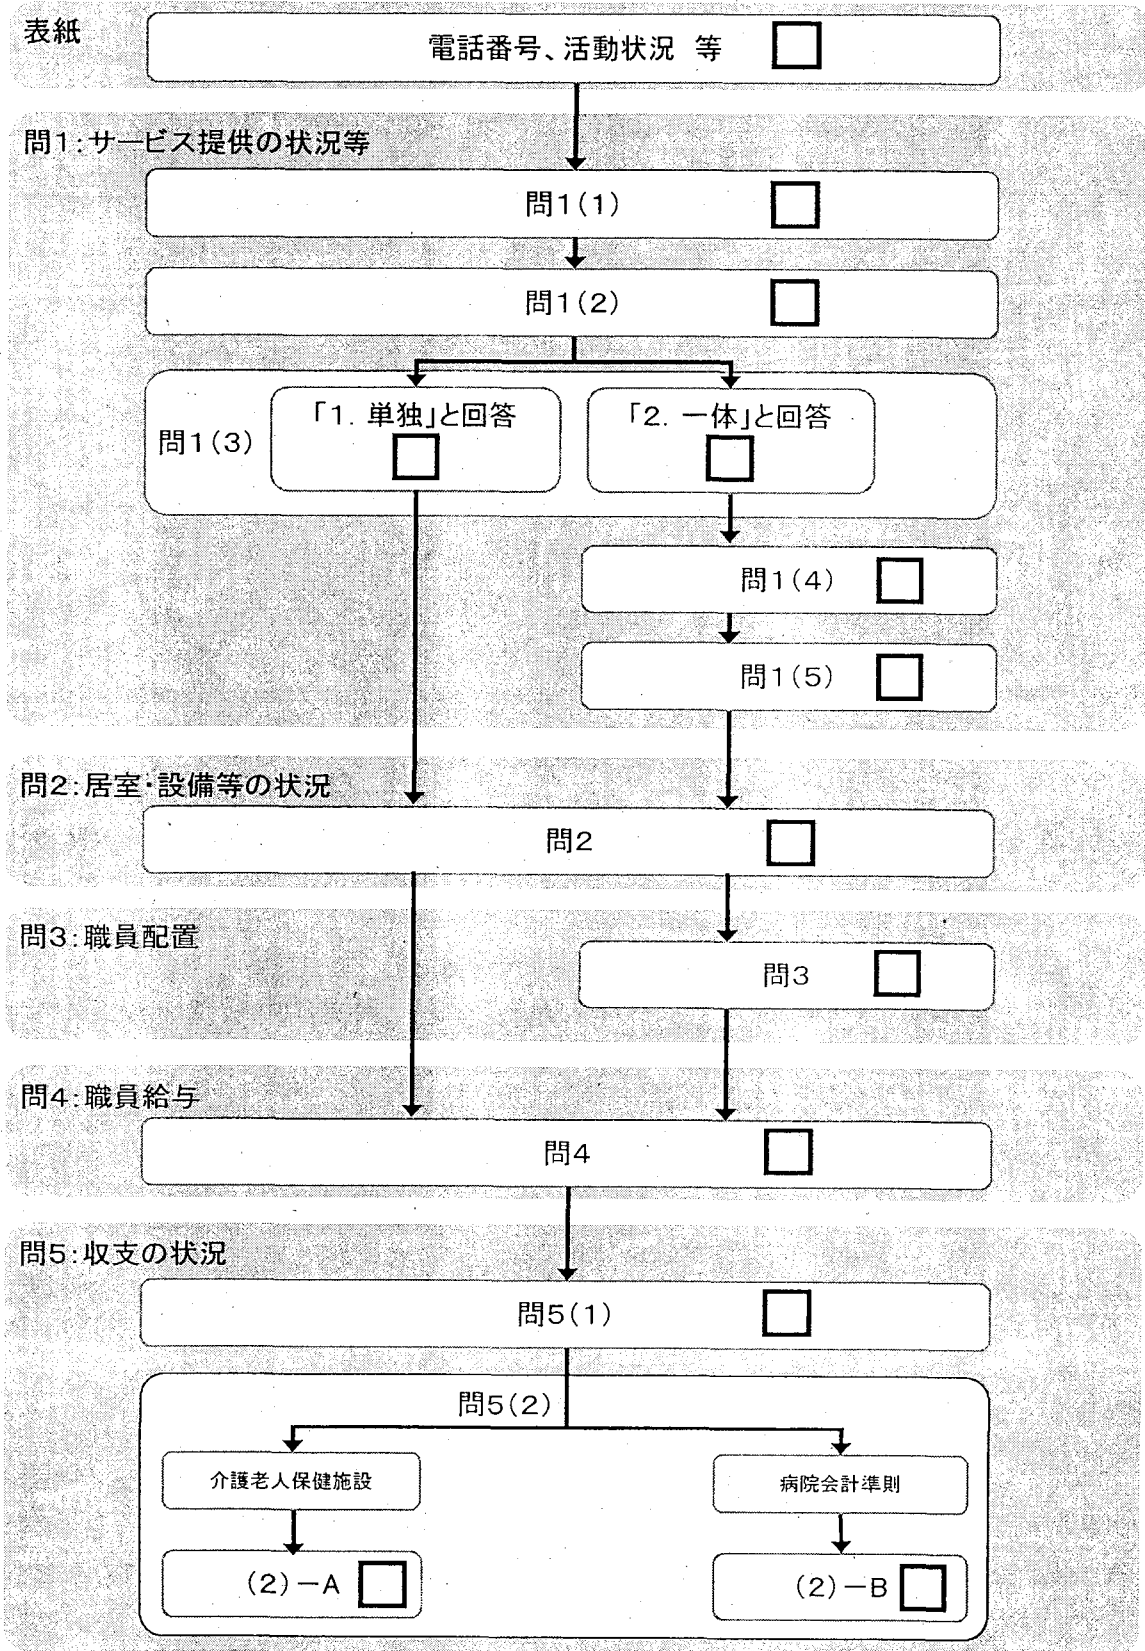 表紙
電話番号、活動状況 等
問1:サービス提供の状況等
問1(1)
問1(2)
問1(3)
「1. 単独」と回答
「2. 一体」と回答
問1(4)
問1(5)
問2:居室・設備等の状況
問2
問3:職員配置
問3
問4:職員給与
問4
問5:収支の状況
問5(1)
問5(2)
介護老人保健施設
病院会計準則
(2)-A
(2)-B